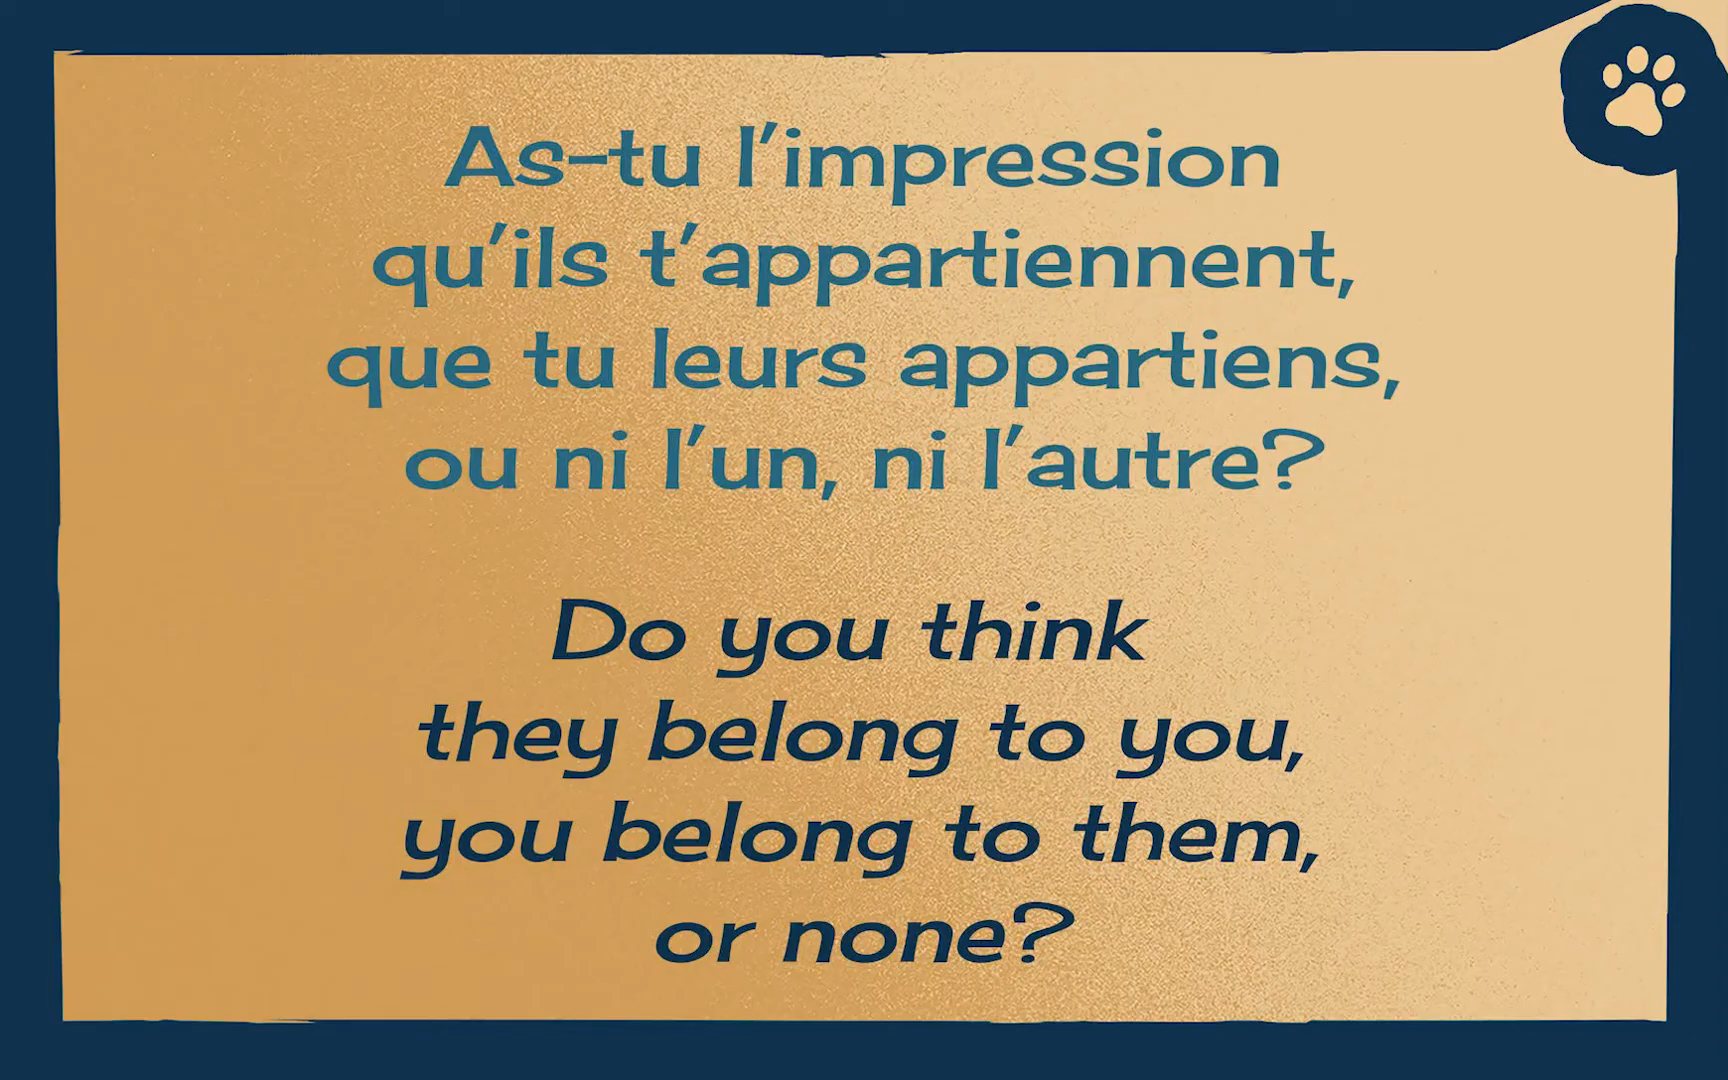 As-tu l'impression
qu'ils t'appartiennent,
que tu leurs appartiens,
ou ni l'un, ni l'autre?
Do you think
they belong to you,
you belong to them,
or none?